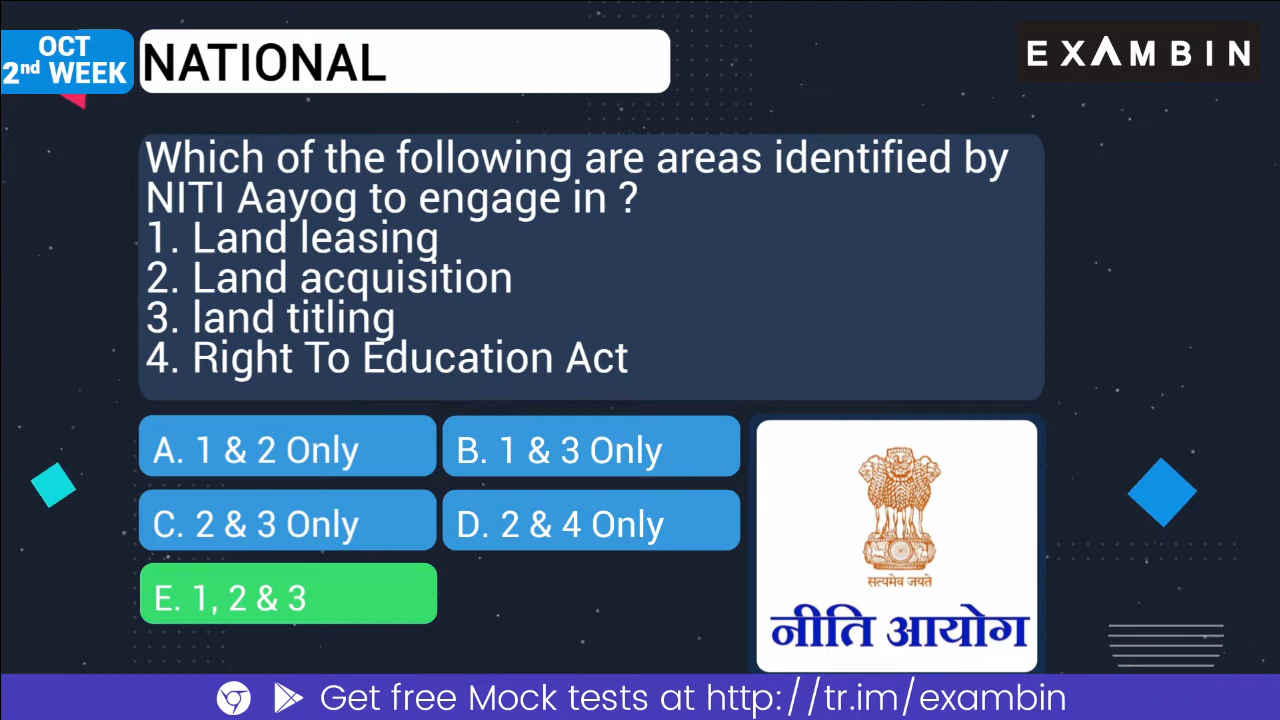 OCT
2nd WEEK
NATIONAL
EXAMBIN
Which of the following are areas identified by
NITI Aayog to engage in ?
1. Land leasing
2. Land acquisition
3. land titling
4. Right To Education Act
A. 1 & 2 Only
B. 1 & 3 Only
C. 2 & 3 Only
D. 2 & 4 Only
E. 1, 2 & 3
सत्यमेव जयते
नीति आयोग
Get free Mock tests at http://tr.im/exambin